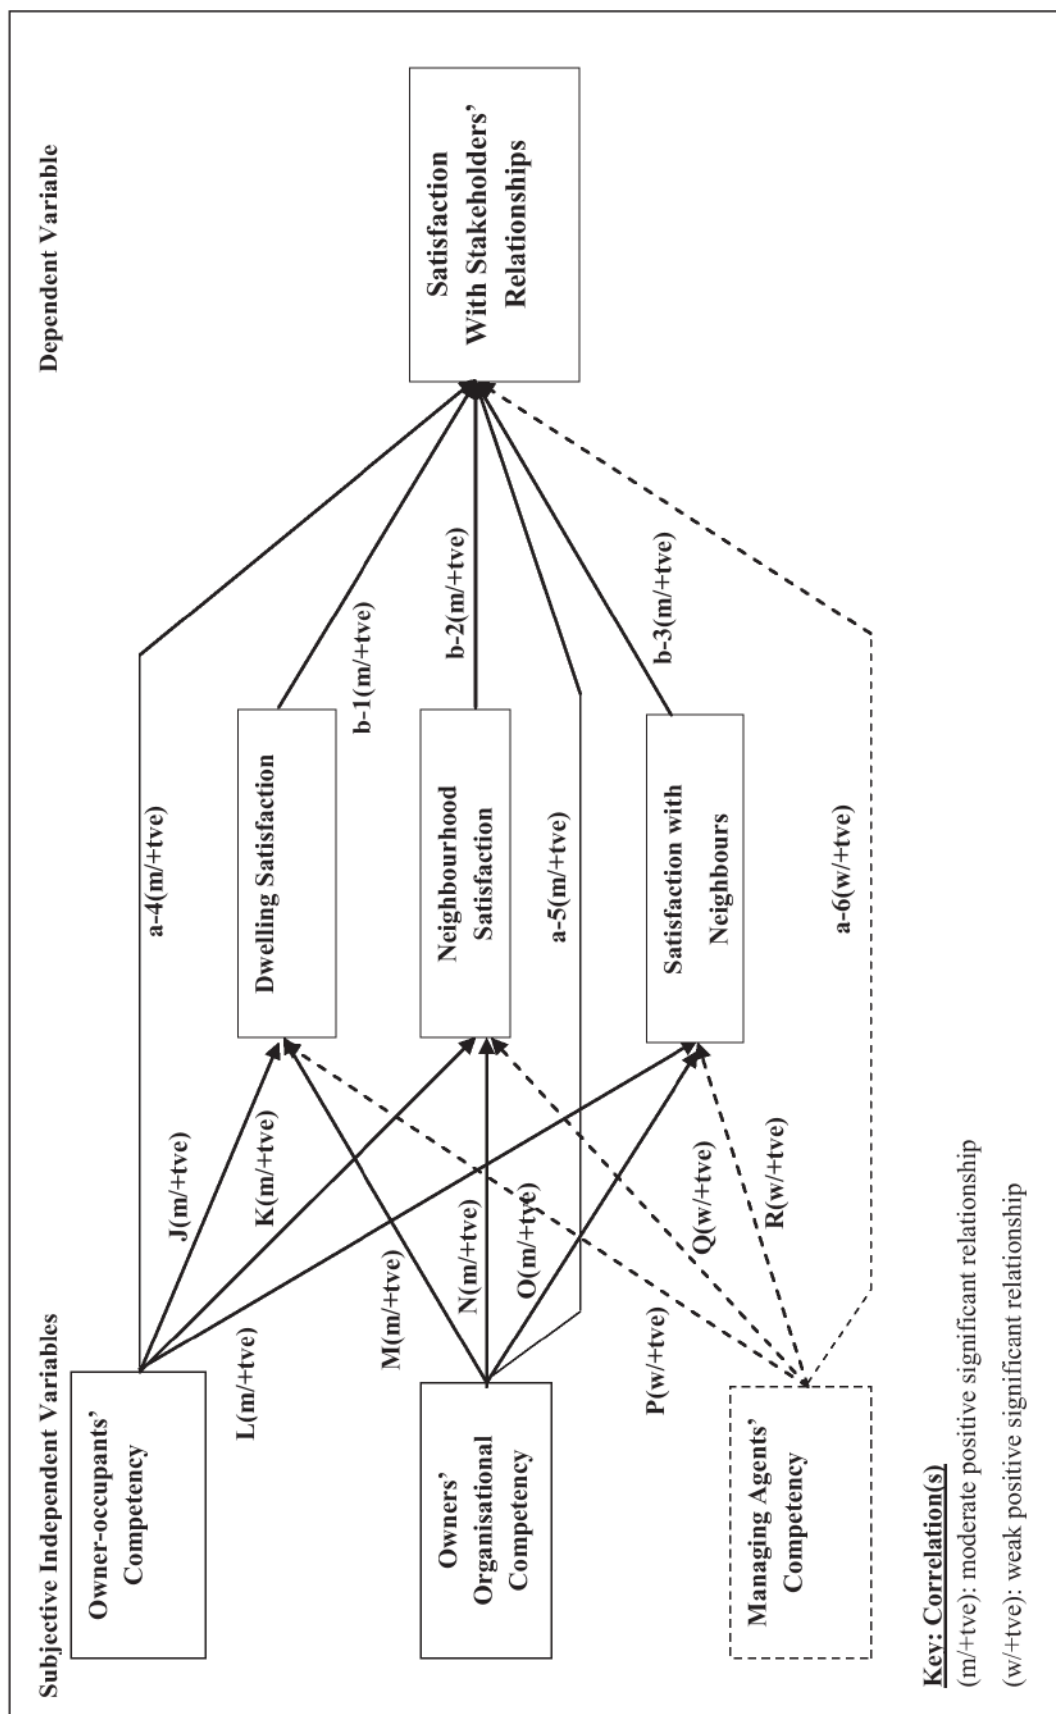 Subjective Independent Variables
Dependent Variable
Owner-occupants’
Competency
Owners’
Organisational
Competency
Managing Agents’
Competency
J(m/+tve)
K(m/+tve)
L(m/+tve)
M(m/+tve)
N(m/+tve)
O(m/+tve)
P(w/+tve)
Q(w/+tve)
R(w/+tve)
a-4(m/+tve)
Dwelling Satisfaction
Neighbourhood
Satisfaction
a-5(m/+tve)
Satisfaction with
Neighbours
a-6(w/+tve)
b-1(m/+tve)
b-2(m/+tve)
b-3(m/+tve)
Satisfaction
With Stakeholders’
Relationships
Key: Correlation(s)
(m/+tve): moderate positive significant relationship
(w/+tve): weak positive significant relationship